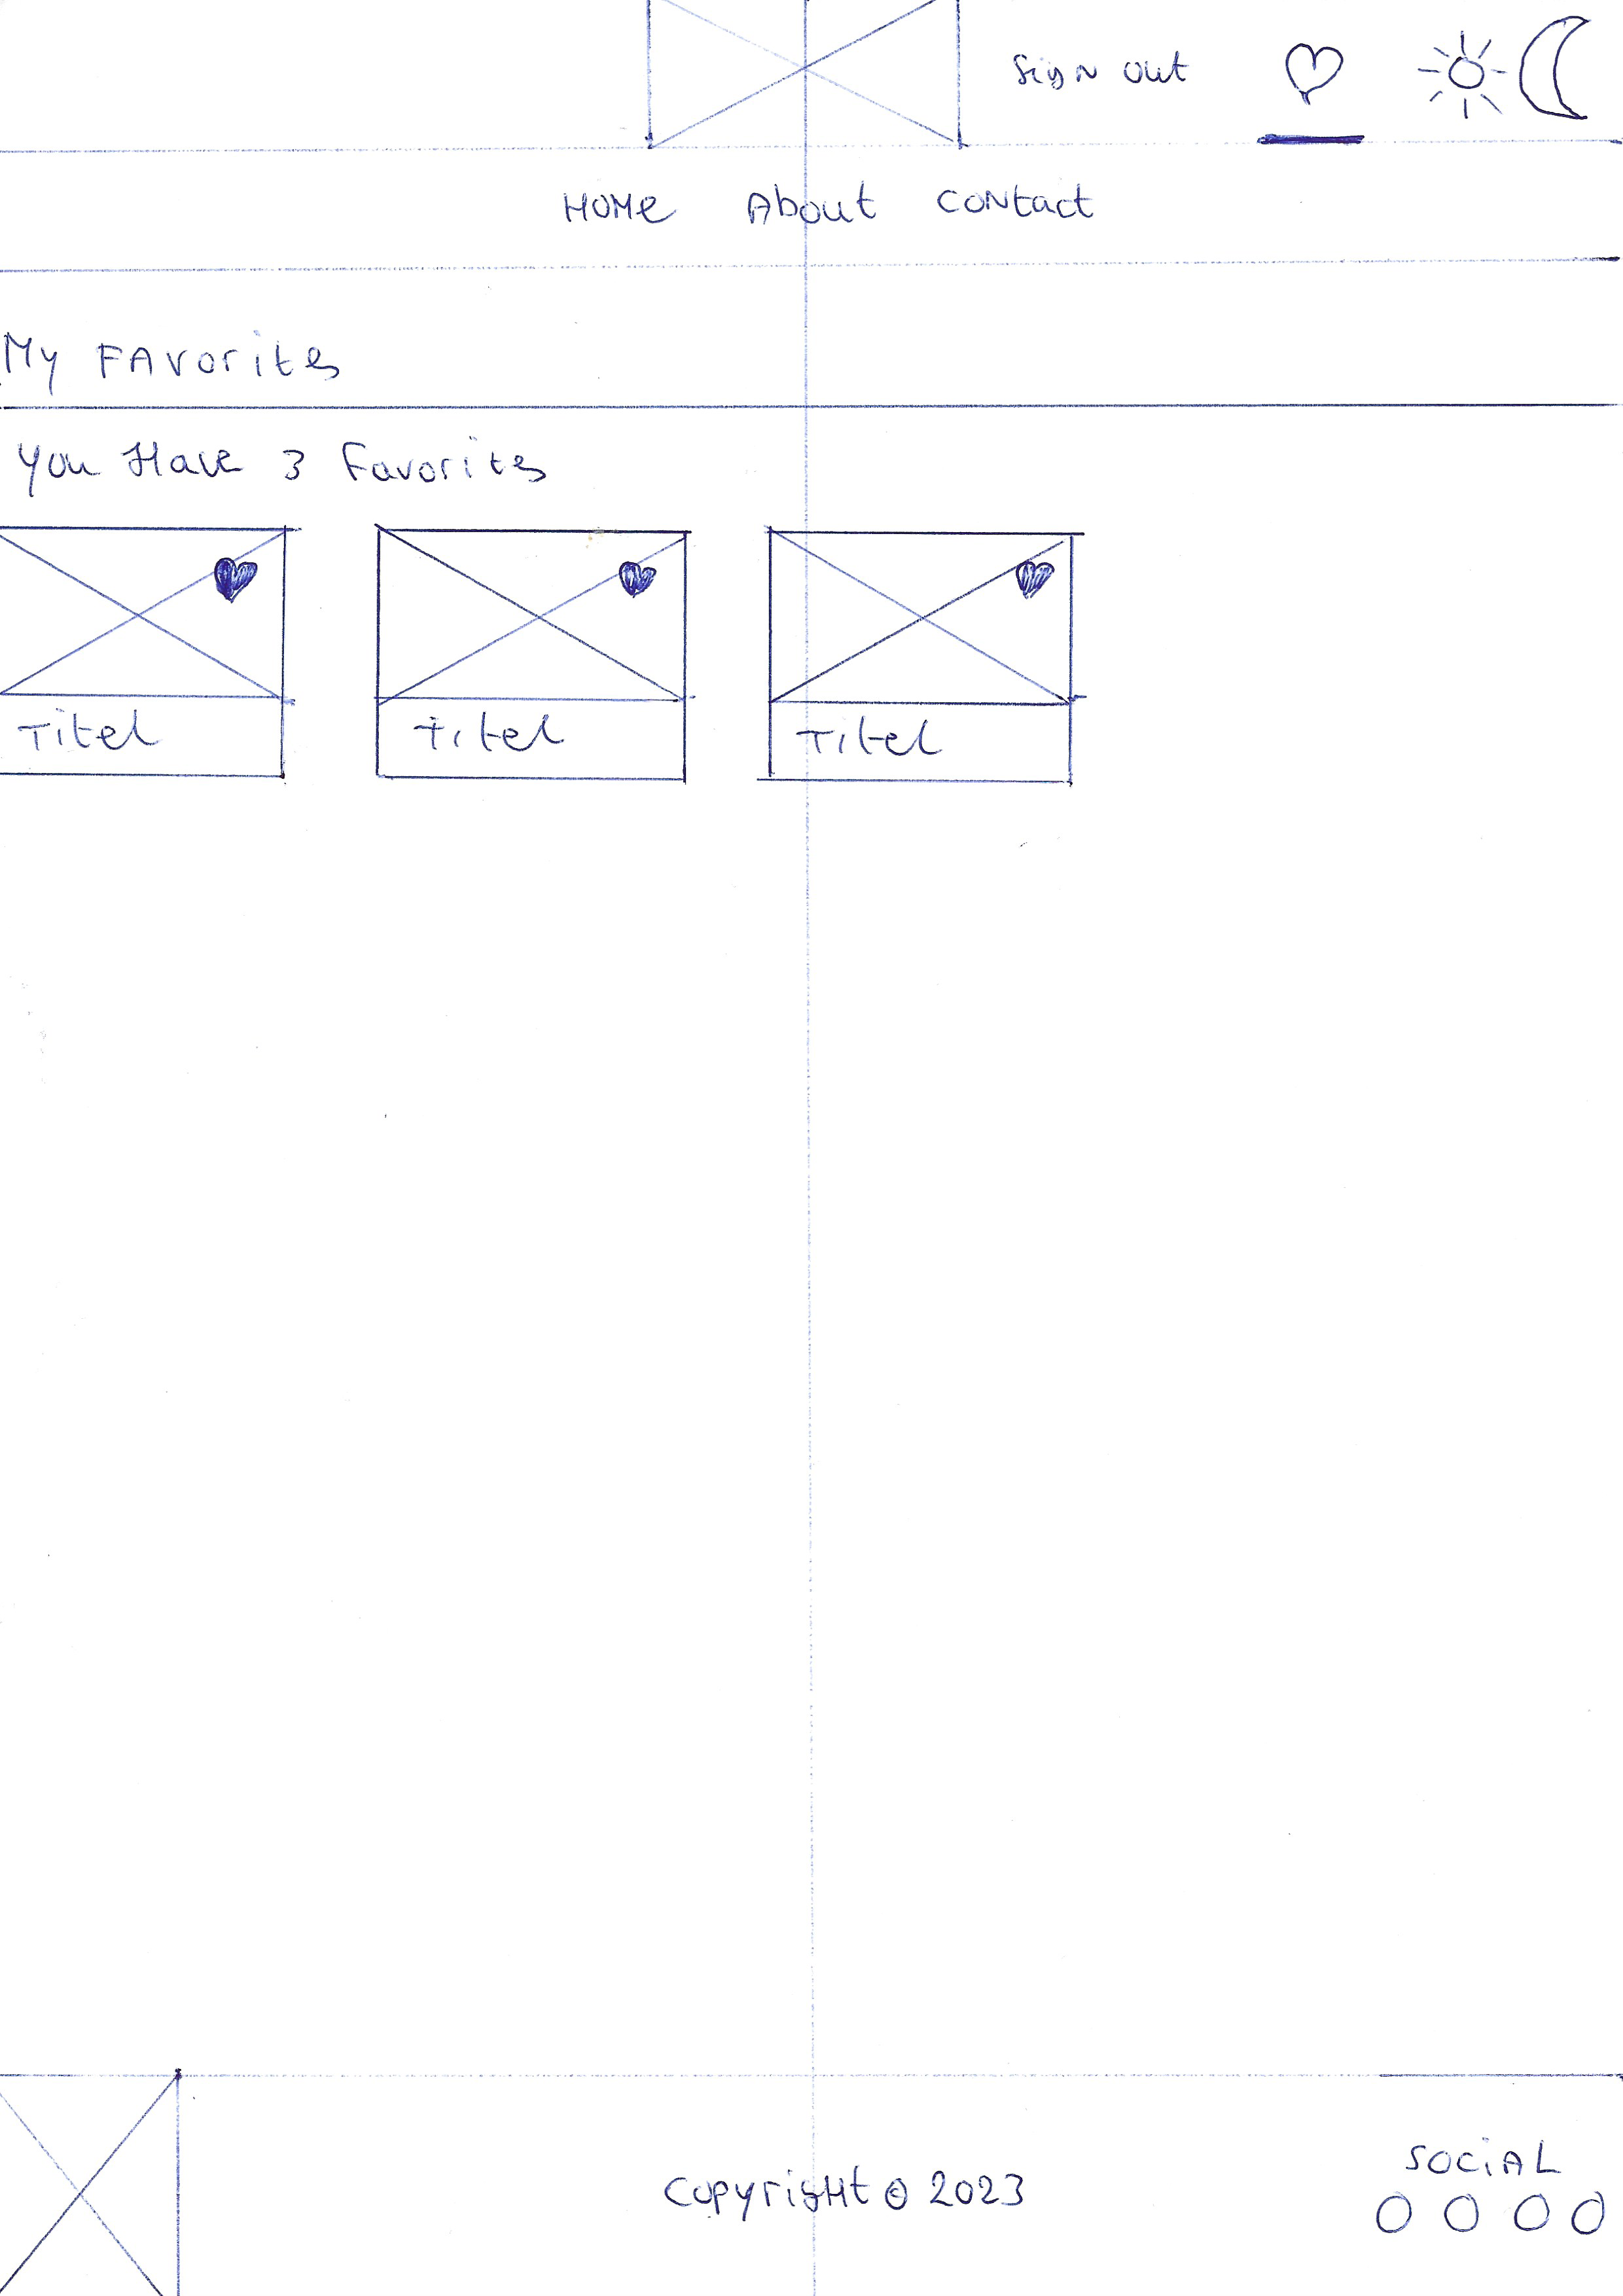 Sign out
HOME About CONtact
My FAvorites
You Have 3 Favorites
Titel Titel Titel
SOCiAL
CopyrigHt © 2023